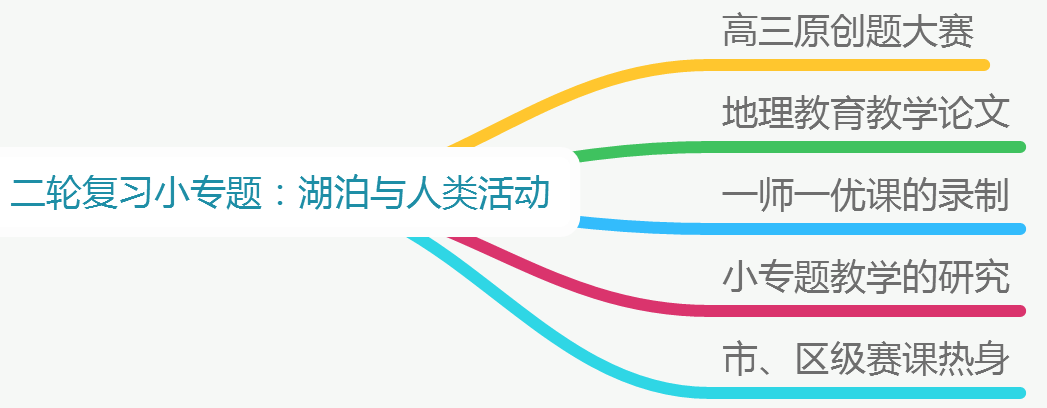 高三原创题大赛
地理教育教学论文
二轮复习小专题：湖泊与人类活动
一师一优课的录制
小专题教学的研究
市、区级赛课热身